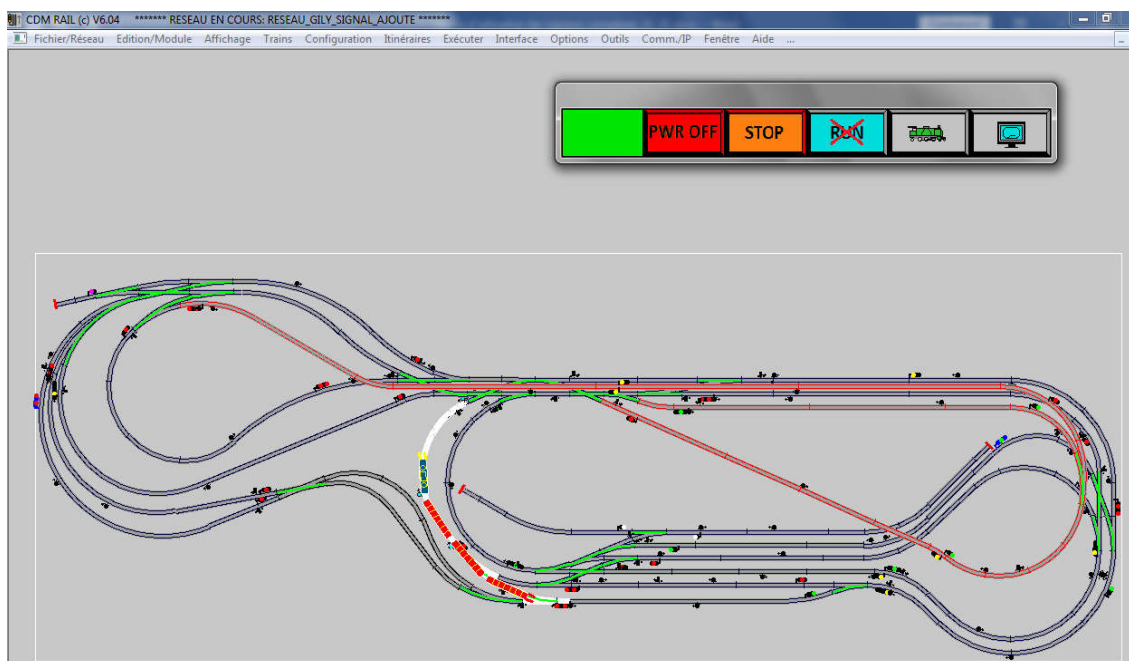 CDM RAIL (c) V6.04 ******* RESEAU EN COURS: RESEAU_GILY_SIGNAL_AJOUTE *******
Fichier/Réseau Edition/Module Affichage Trains Configuration Itinéraires Exécuter Interface Options Outils Comm./IP Fenêtre Aide ...
PWR OFF STOP RUN